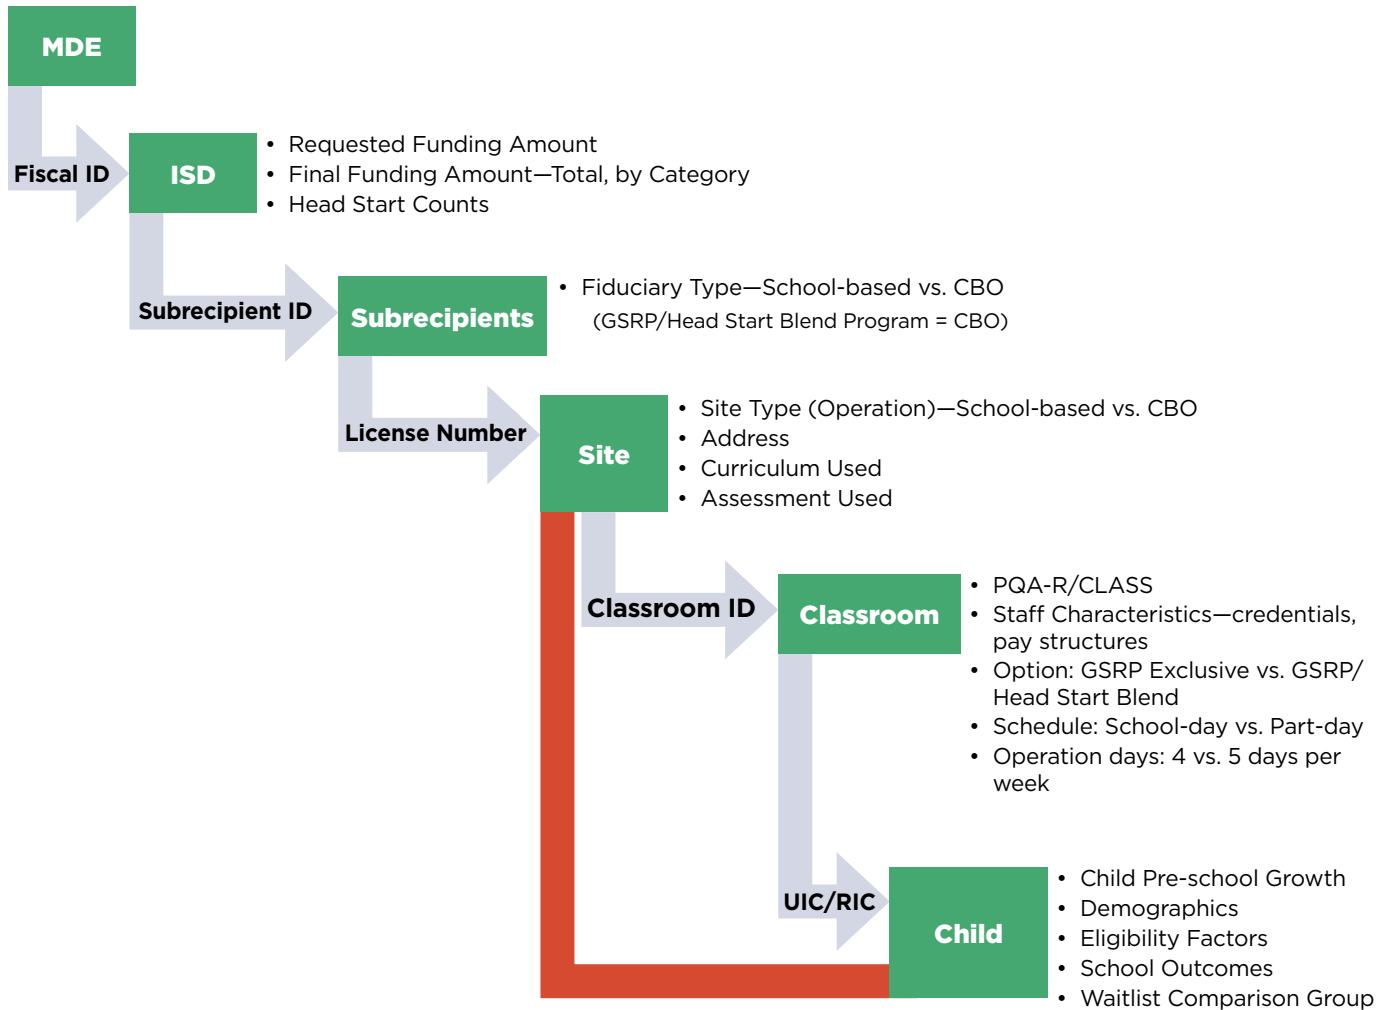 MDE
Fiscal ID
ISD
• Requested Funding Amount
• Final Funding Amount—Total, by Category
• Head Start Counts
Subrecipient ID
Subrecipients
• Fiduciary Type—School-based vs. CBO
(GSRP/Head Start Blend Program = CBO)
License Number
Site
• Site Type (Operation)—School-based vs. CBO
• Address
• Curriculum Used
• Assessment Used
Classroom ID
Classroom
• PQA-R/CLASS
• Staff Characteristics—credentials,
pay structures
• Option: GSRP Exclusive vs. GSRP/
Head Start Blend
• Schedule: School-day vs. Part-day
• Operation days: 4 vs. 5 days per
week
UIC/RIC
Child
• Child Pre-school Growth
• Demographics
• Eligibility Factors
• School Outcomes
• Waitlist Comparison Group